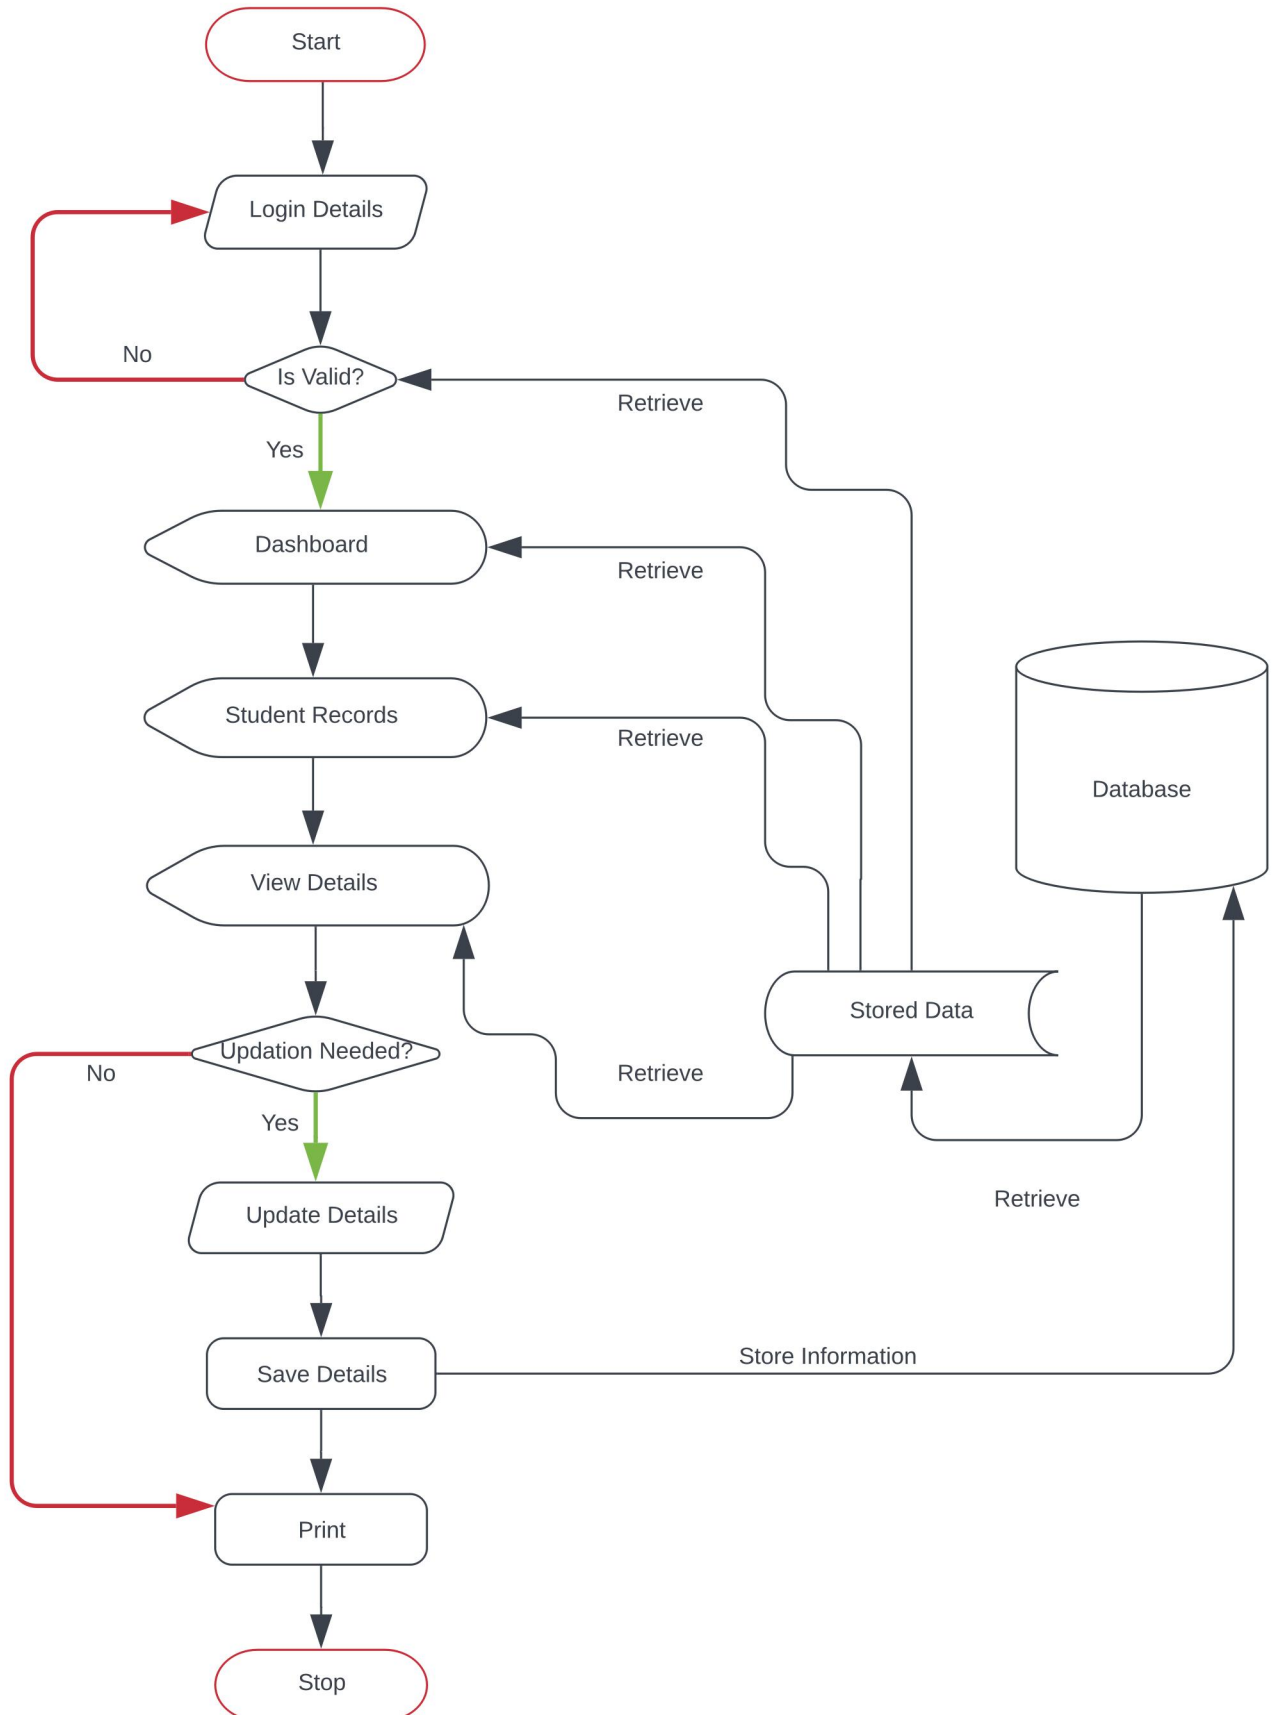 Start
Login Details
No
Is Valid?
Retrieve
Yes
Dashboard
Retrieve
Student Records
Retrieve
Database
View Details
Stored Data
Updation Needed?
No
Retrieve
Yes
Retrieve
Update Details
Store Information
Save Details
Print
Stop